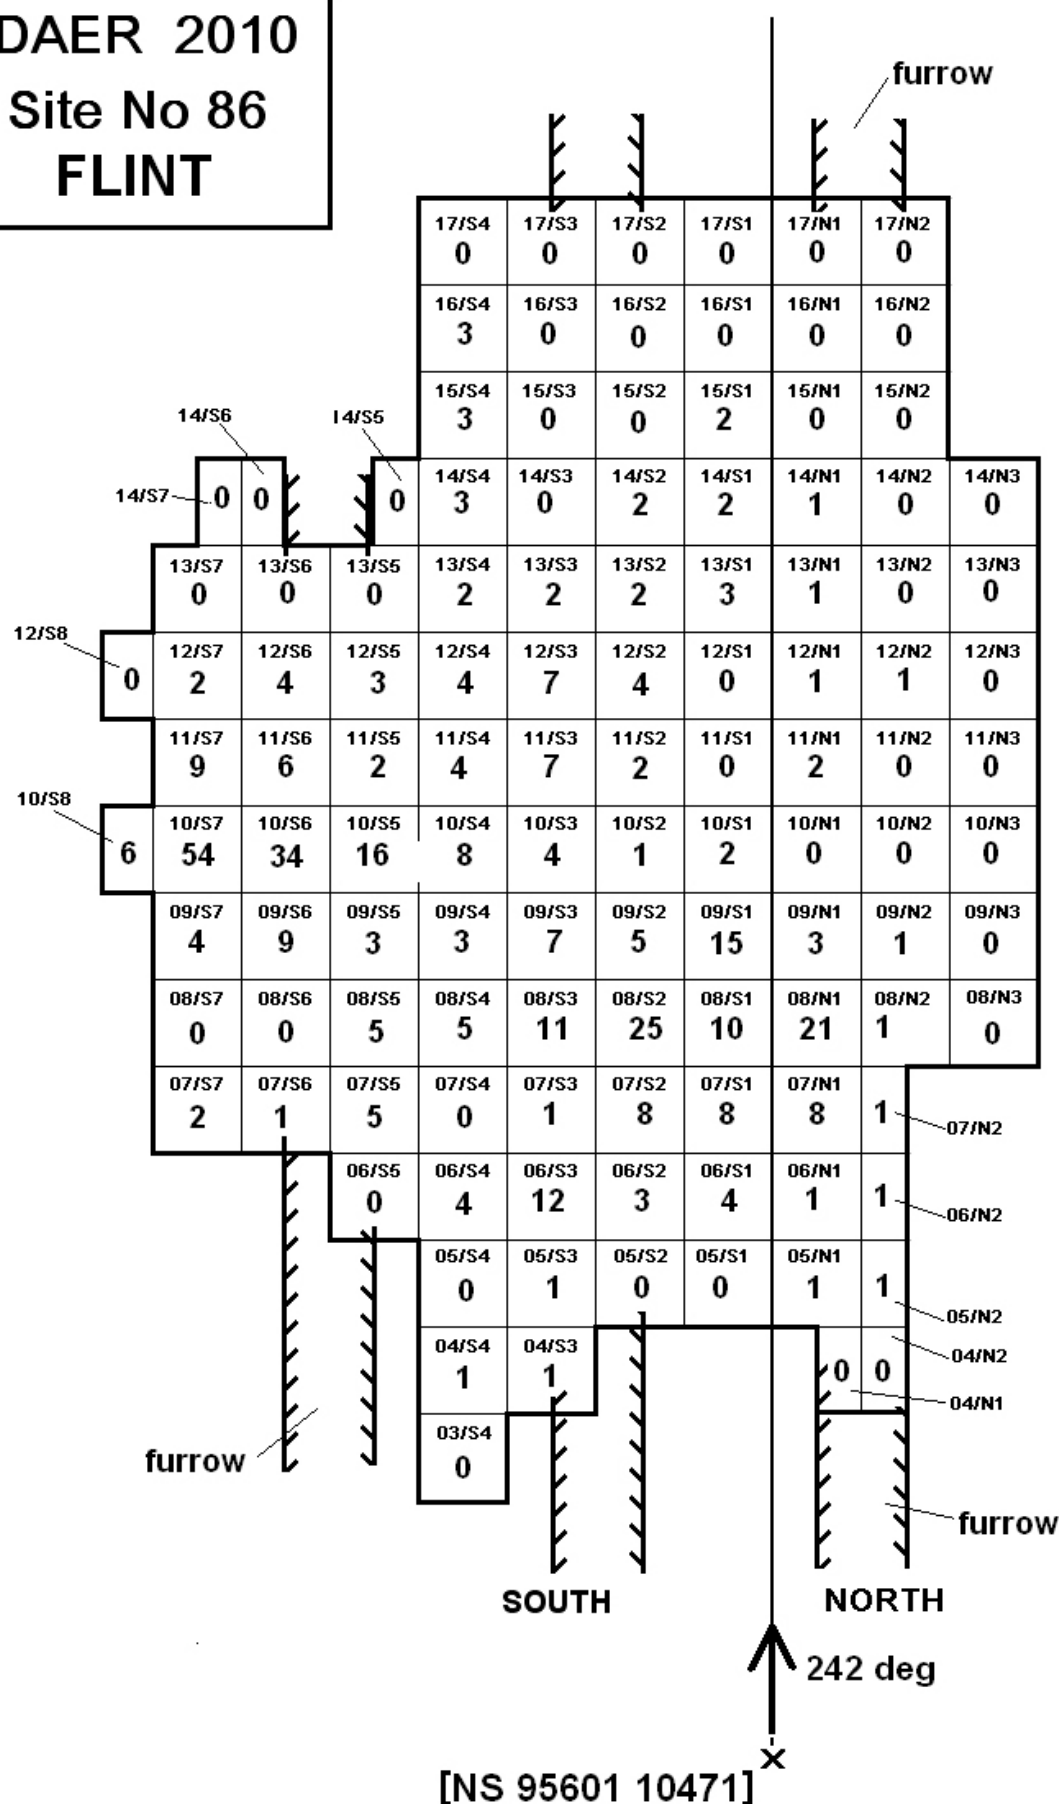 DAER 2010
Site No 86
FLINT
furrow
17/S4 17/S3 17/S2 17/S1 17/N1 17/N2
0 0 0 0 0 0
16/S4 16/S3 16/S2 16/S1 16/N1 16/N2
3 0 0 0 0 0
15/S4 15/S3 15/S2 15/S1 15/N1 15/N2
3 0 0 2 0 0
14/S6 14/S5
14/S4 14/S3 14/S2 14/S1 14/N1 14/N2 14/N3
14/S7 0 0 0 3 0 2 2 1 0 0
13/S7 13/S6 13/S5 13/S4 13/S3 13/S2 13/S1 13/N1 13/N2 13/N3
0 0 0 2 2 2 3 1 0 0
12/S8
12/S7 12/S6 12/S5 12/S4 12/S3 12/S2 12/S1 12/N1 12/N2 12/N3
0 2 4 3 4 7 4 0 1 1 0
11/S7 11/S6 11/S5 11/S4 11/S3 11/S2 11/S1 11/N1 11/N2 11/N3
9 6 2 4 7 2 0 2 0 0
10/S8
10/S7 10/S6 10/S5 10/S4 10/S3 10/S2 10/S1 10/N1 10/N2 10/N3
6 54 34 16 8 4 1 2 0 0 0
09/S7 09/S6 09/S5 09/S4 09/S3 09/S2 09/S1 09/N1 09/N2 09/N3
4 9 3 3 7 5 15 3 1 0
08/S7 08/S6 08/S5 08/S4 08/S3 08/S2 08/S1 08/N1 08/N2 08/N3
0 0 5 5 11 25 10 21 1 0
07/S7 07/S6 07/S5 07/S4 07/S3 07/S2 07/S1 07/N1
2 1 5 0 1 8 8 8 1 07/N2
06/S5 06/S4 06/S3 06/S2 06/S1 06/N1
0 4 12 3 4 1 1 06/N2
05/S4 05/S3 05/S2 05/S1 05/N1
0 1 0 0 1 1 05/N2
04/S4 04/S3 04/N2
1 1 0 0
04/N1
03/S4
0
furrow
furrow
SOUTH NORTH
242 deg
X
[NS 95601 10471]